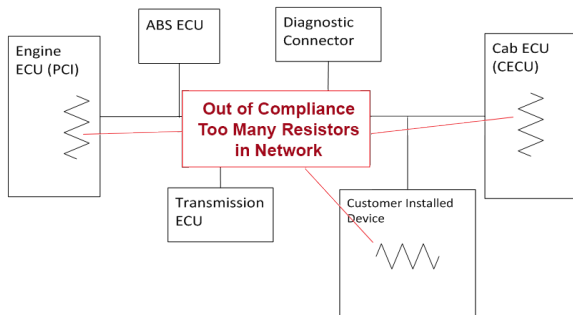 ABS ECU
Diagnostic
Connector
Engine
ECU (PCI)
Cab ECU
(CECU)
Out of Compliance
Too Many Resistors
in Network
Transmission
ECU
Customer Installed
Device